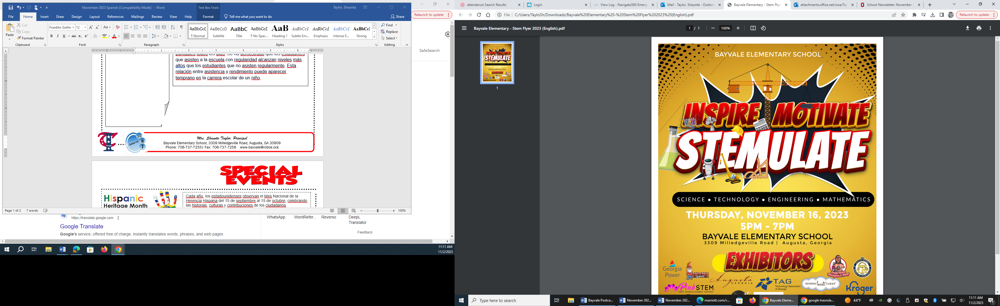 November 2023 Spanish [Compatibility Mode] - Word
Text Box Tools
Taylor, Shaunta
File Home Insert Draw Design Layout References Mailings Review View Help Format Tell me what you want to do Share
Paste
Cut
Copy
Format Painter
Franklin Gothi 12
AaBbCcD AaBbCcD AaBbC AaBbCcD AaB AaBbCcL AaBbCcL AaBbCcL AaBbCcl
¶ Normal Subtitle Title ¶ No Spac... Heading 1 Subtle Em... Emphasis Intense E... Strong
Find
Replace
Select
Clipboard Font Paragraph Styles Editing
puntuales todos los días. Se ha demostrado que los estudiantes
que asisten a la escuela con regularidad alcanzan niveles más
altos que los estudiantes que no asisten regularmente. Esta
relación entre asistencia y rendimiento puede aparecer
temprano en la carrera escolar de un niño.
Contact Us
Mrs. Shaunta Taylor, Principal
Bayvale Elementary School, 3309 Milledgeville Road, Augusta, GA 30909
Phone: 706-737-7255| Fax: 706-737-7256 www.bayvale@rcboe.org
SPECIAL
EVENTS
Hispanic
Heritage Month
Cada año, los estadounidenses observan el Mes Nacional de la
Herencia Hispana del 15 de septiembre al 15 de octubre, celebrando
las historias, culturas y contribuciones de los ciudadanos
Page 1 of 2 7 words
100%
Relaunch to update
SafeSearch
https://translate.google.com
Google Translate
Google's service, offered free of charge, instantly translates words, phrases, and web pages
WhatsApp WordRefer... Reverso DeepL
Translator
Feedback
11:11 AM
11/2/2023
attendance Search Results
Login
View Log - Navigate360 Emerg
Mail - Taylor, Shaunta - Outlook
Bayvale Elementary - Stem Flye
attachments.office.net/owa/Tay
School Newsletter: November 2
File C:/Users/TayloSh/Downloads/Bayvale%20Elementary%20-%20Stem%20Flyer%202023%20(English).pdf
Relaunch to update
Bayvale Elementary - Stem Flyer 2023 (English).pdf
1 / 1
100%
1
BAYVALE ELEMENTARY SCHOOL
INSPIRE MOTIVATE
STEMULATE
SCIENCE • TECHNOLOGY • ENGINEERING • MATHEMATICS
THURSDAY, NOVEMBER 16, 2023
5PM - 7PM
BAYVALE ELEMENTARY SCHOOL
3309 Milledgeville Road | Augusta, Georgia
EXHIBITORS
Georgia
Power
GNOME
Augusta
GEORGIA
TAG
Technology Association
of Georgia
NOTHING bundt CAKES
Kroger
Pink STEM
SCIENCE TECHNOLOGY ENGINEERING MATHEMATICS
Type here to search
Bayvale Postca...
November 202...
November 202...
marriott.com/r...
Bayvale Eleme...
google trasnsla...
44°F
11:11 AM
11/2/2023